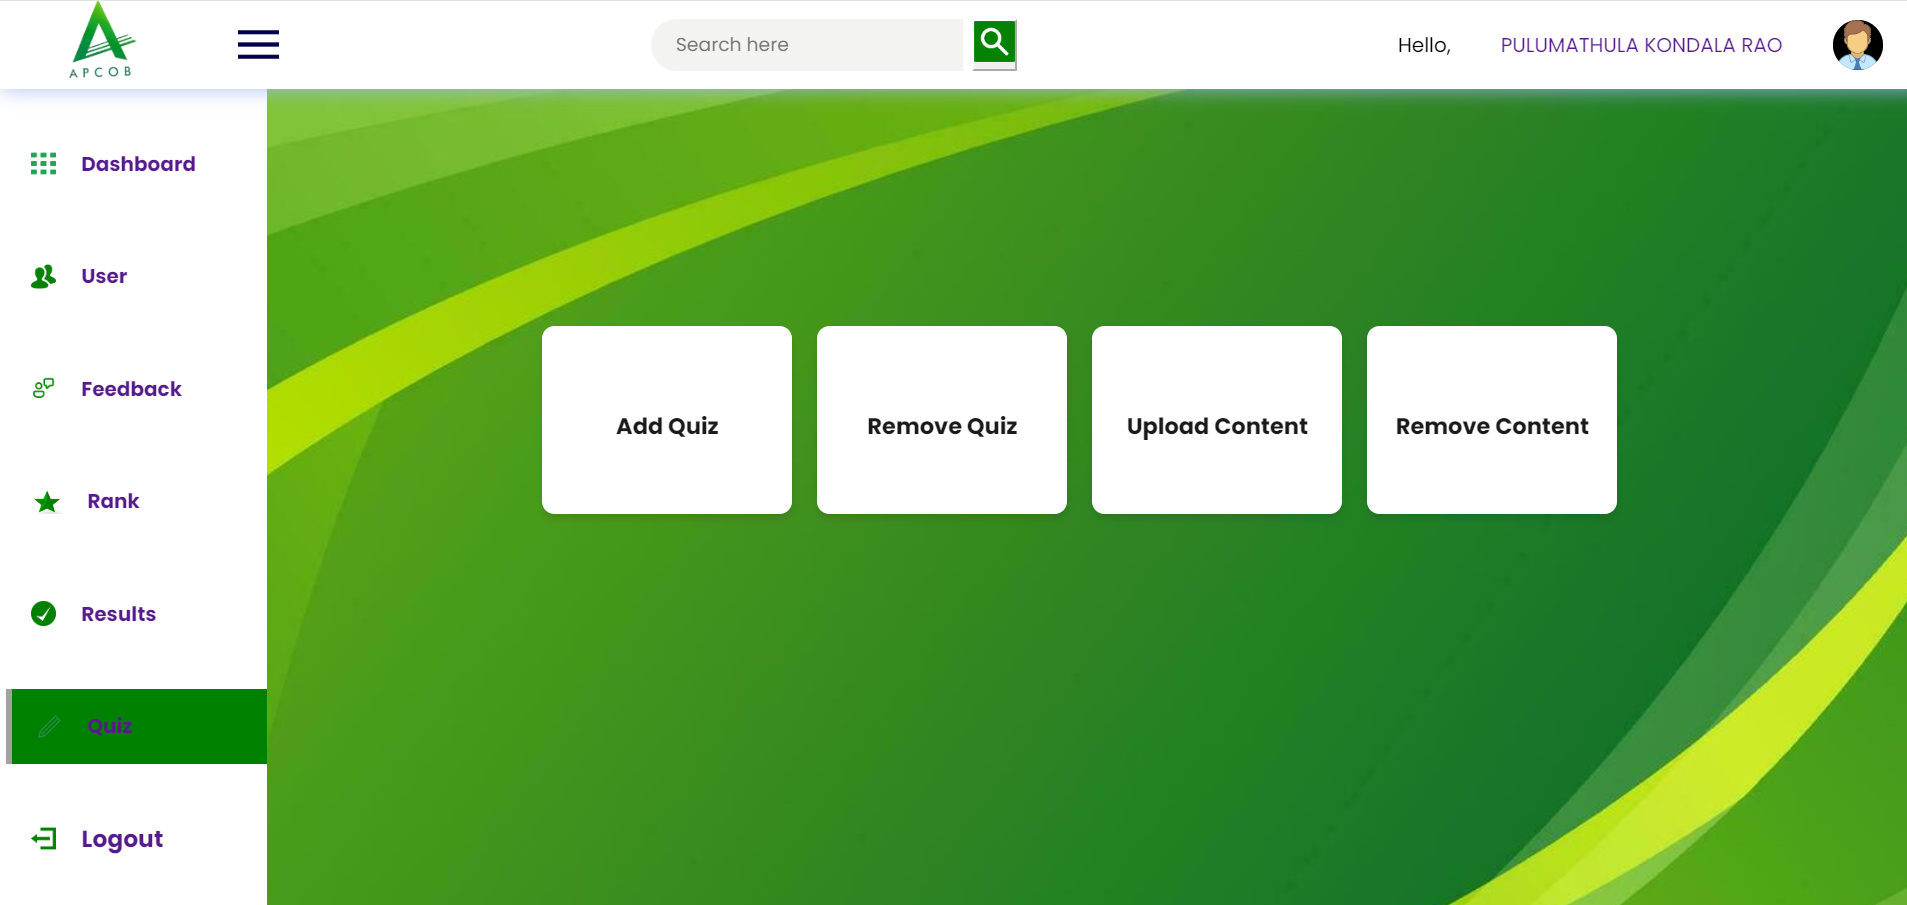 APCOB
Search here
Hello,
PULUMATHULA KONDALA RAO
Dashboard
User
Feedback
Rank
Results
Quiz
Logout
Add Quiz
Remove Quiz
Upload Content
Remove Content